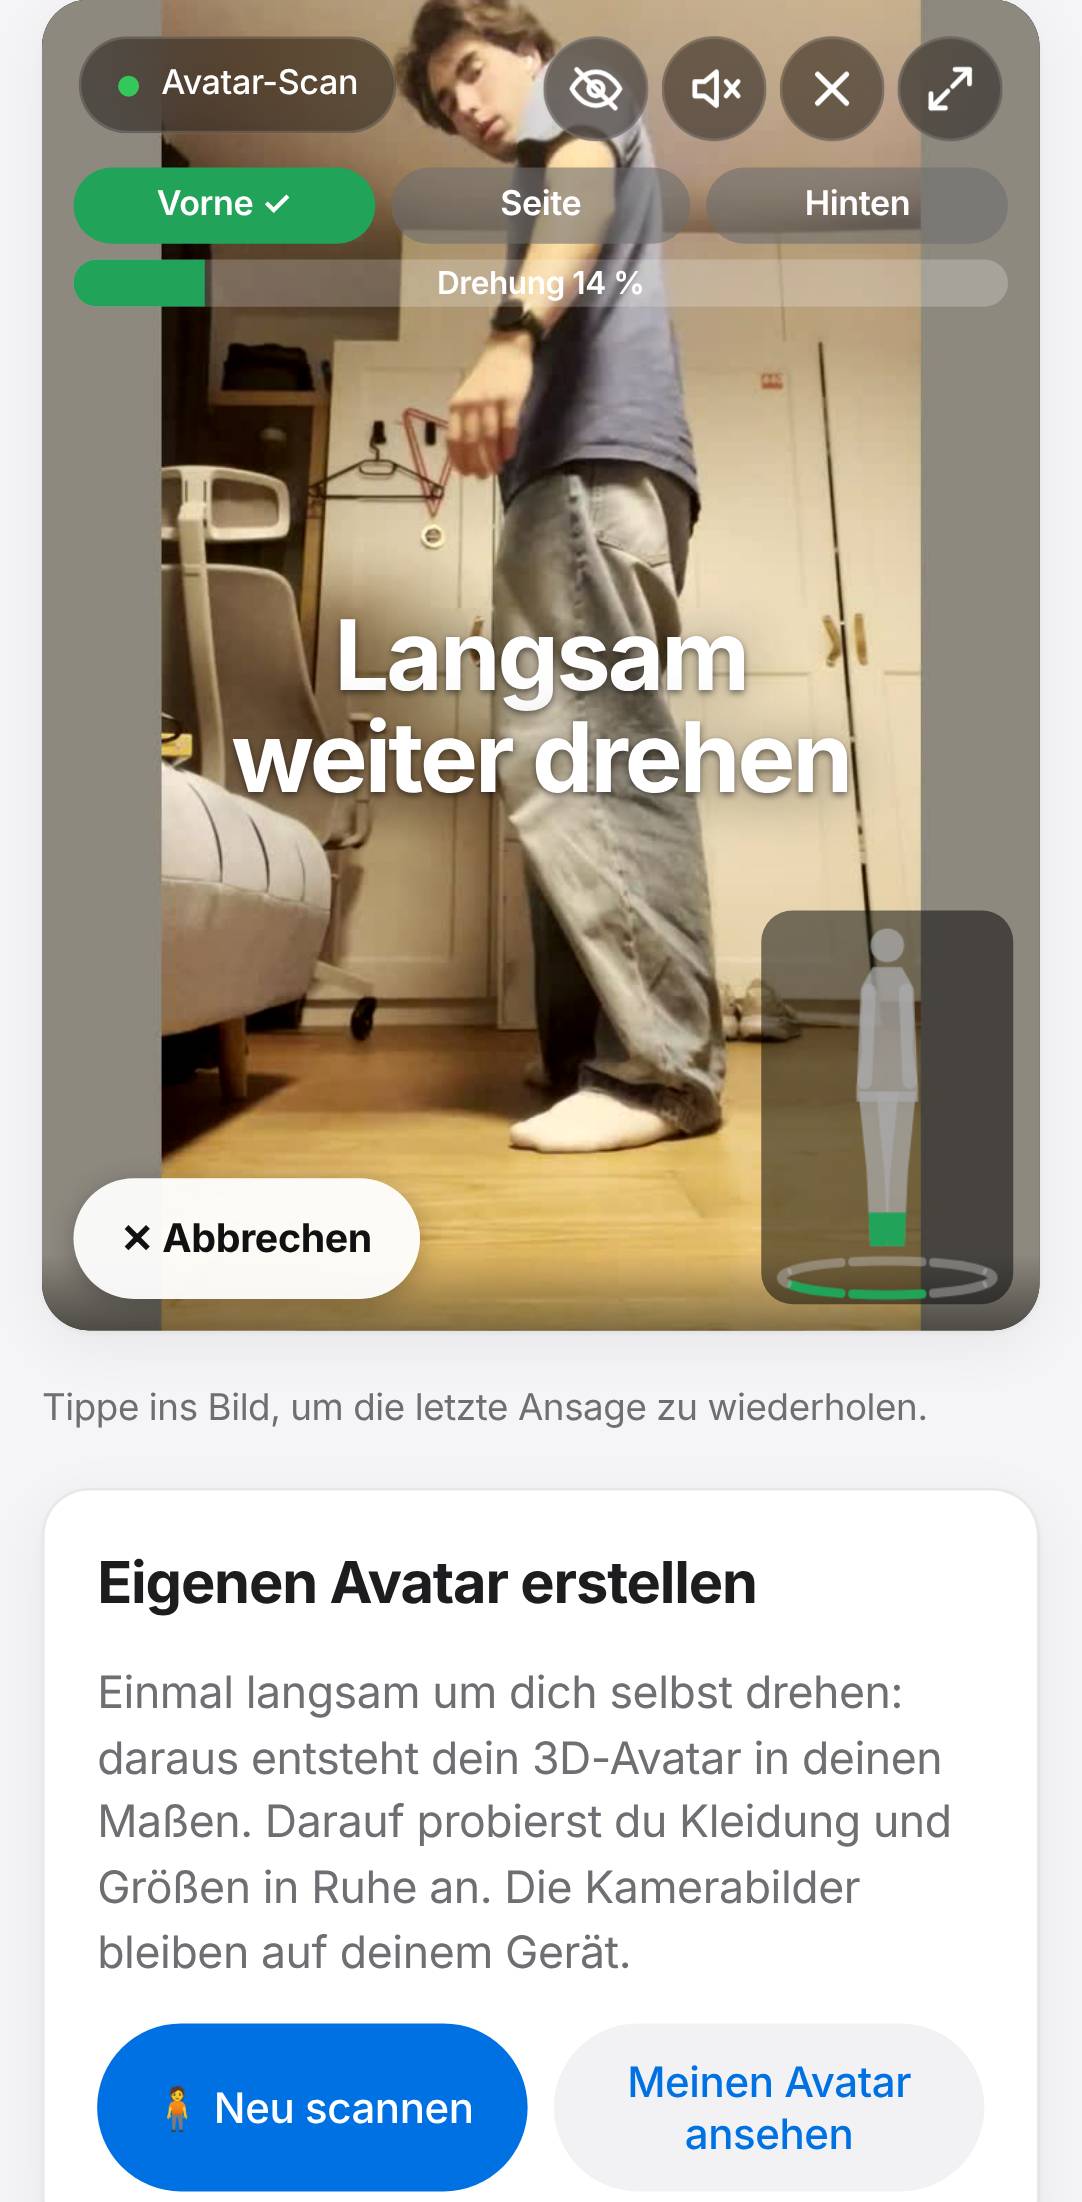 Avatar-Scan
Vorne ✓
Seite
Hinten
Drehung 14 %
Langsam
weiter drehen
✕ Abbrechen
Tippe ins Bild, um die letzte Ansage zu wiederholen.
Eigenen Avatar erstellen
Einmal langsam um dich selbst drehen:
daraus entsteht dein 3D-Avatar in deinen
Maßen. Darauf probierst du Kleidung und
Größen in Ruhe an. Die Kamerabilder
bleiben auf deinem Gerät.
🧍 Neu scannen
Meinen Avatar
ansehen